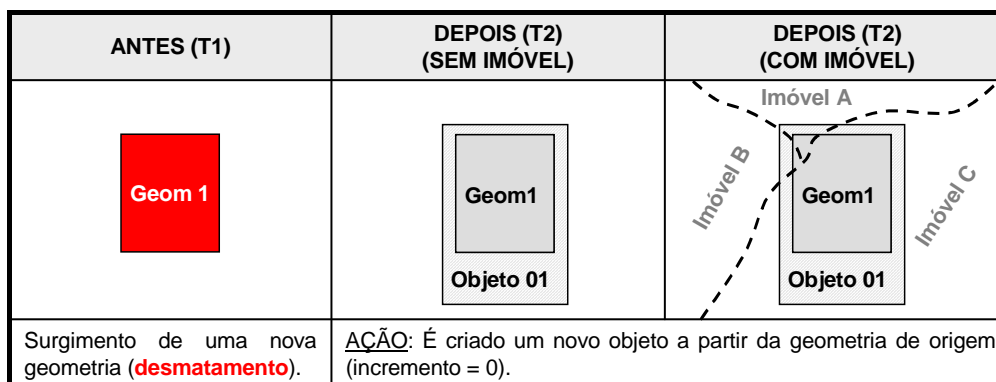 ANTES (T1)
DEPOIS (T2)
(SEM IMÓVEL)
DEPOIS (T2)
(COM IMÓVEL)
Geom 1
Geom1
Objeto 01
Imóvel A
Imóvel B
Imóvel C
Geom1
Objeto 01
Surgimento de uma nova
geometria (desmatamento).
AÇÃO: É criado um novo objeto a partir da geometria de origem
(incremento = 0).